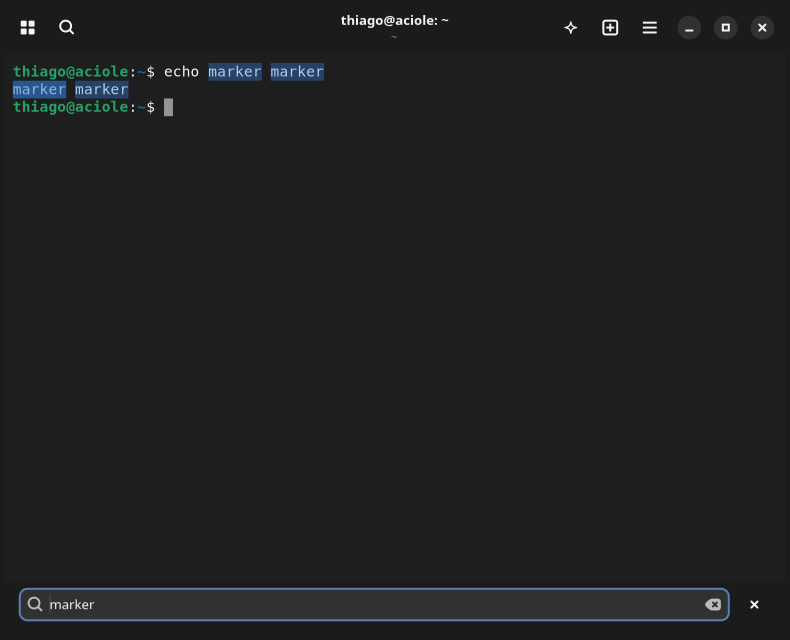 thiago@aciole: ~
~
thiago@aciole:~$ echo marker marker
marker marker
thiago@aciole:~$
marker